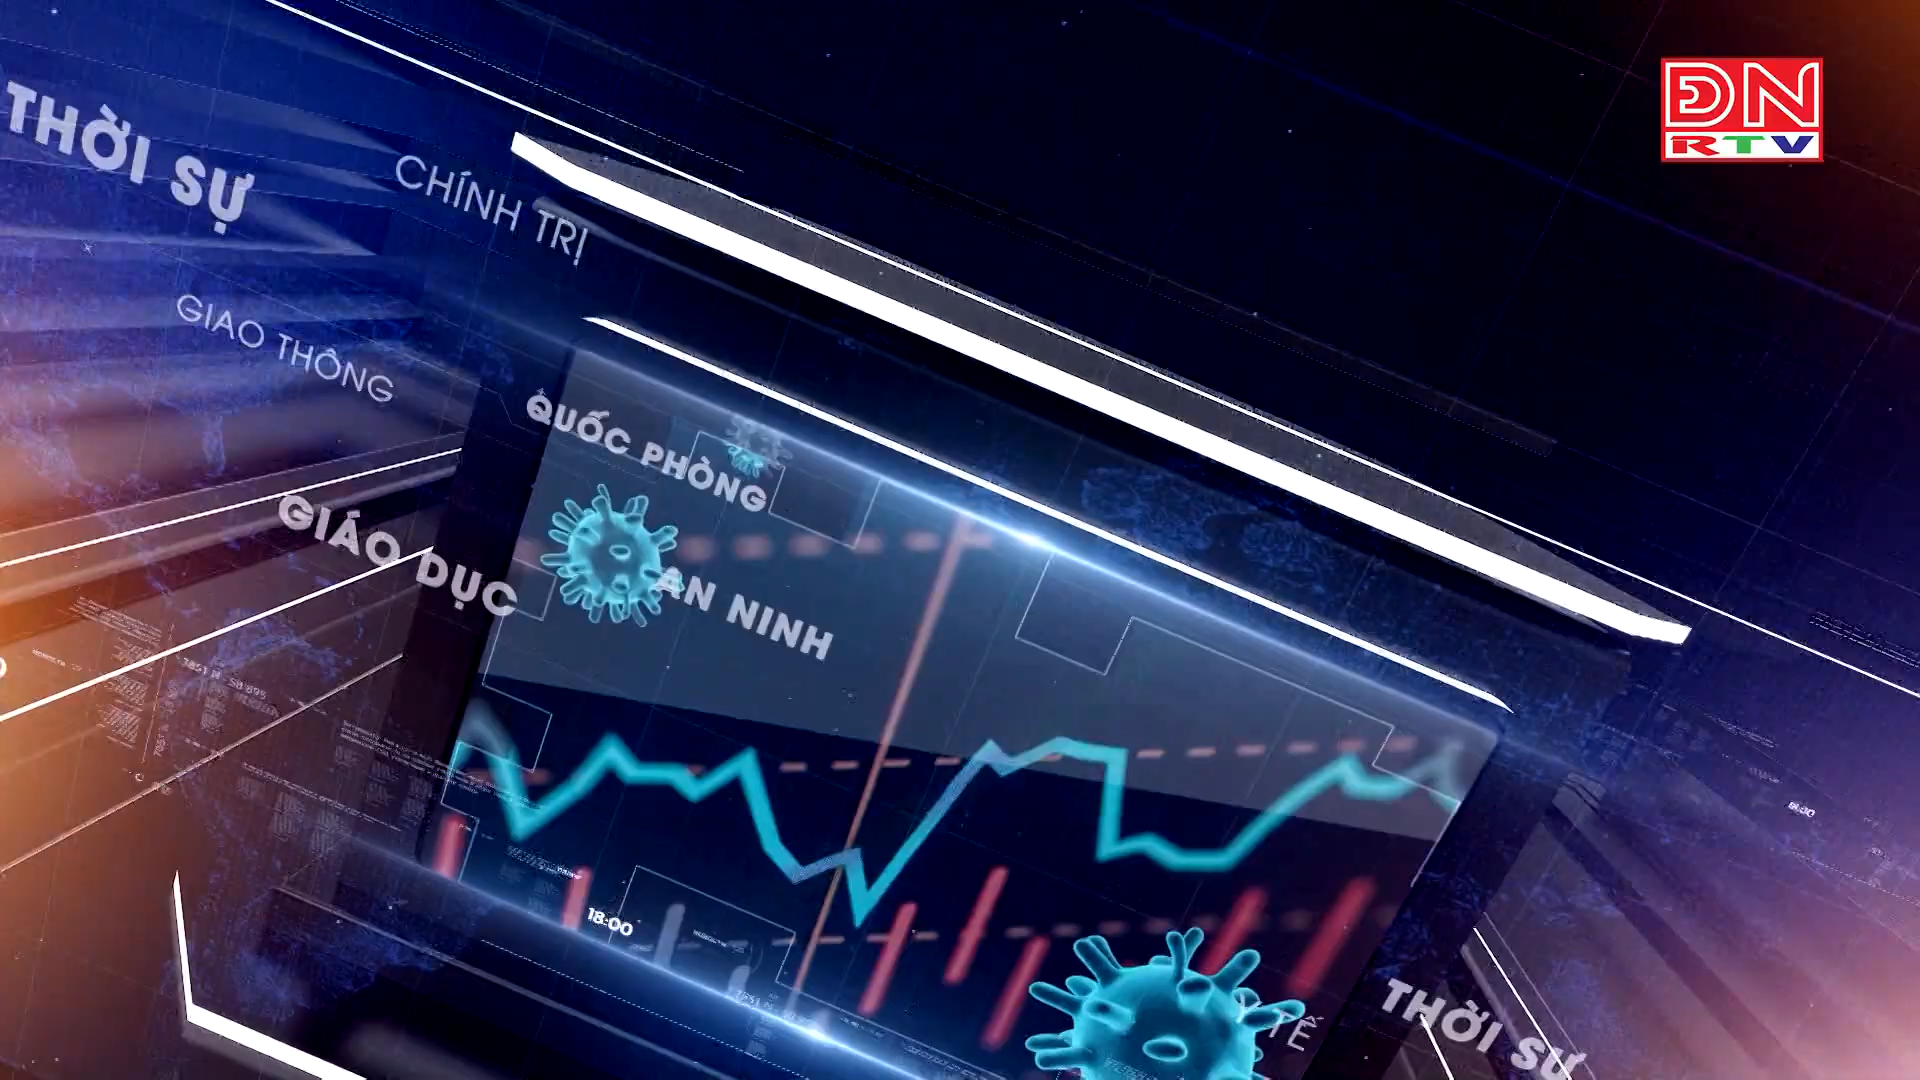 ĐN
RTV
THỜI SỰ
CHÍNH TRỊ
GIAO THÔNG
QUỐC PHÒNG
GIÁO DỤC
AN NINH
18:00
Y TẾ
THỜI SỰ